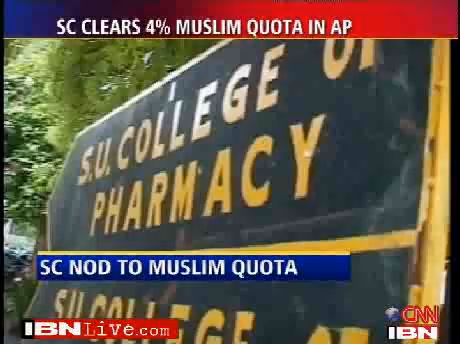 SC CLEARS 4% MUSLIM QUOTA IN AP
S.U. COLLEGE OF
PHARMACY
SC NOD TO MUSLIM QUOTA
S.U COLLEGE OF
IBNLIVE.com
CNN
IBN